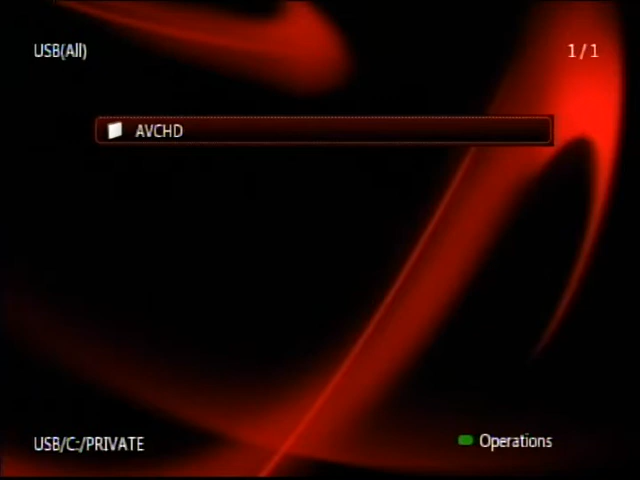 USB(All)
1/1
AVCHD
USB/C:/PRIVATE
Operations